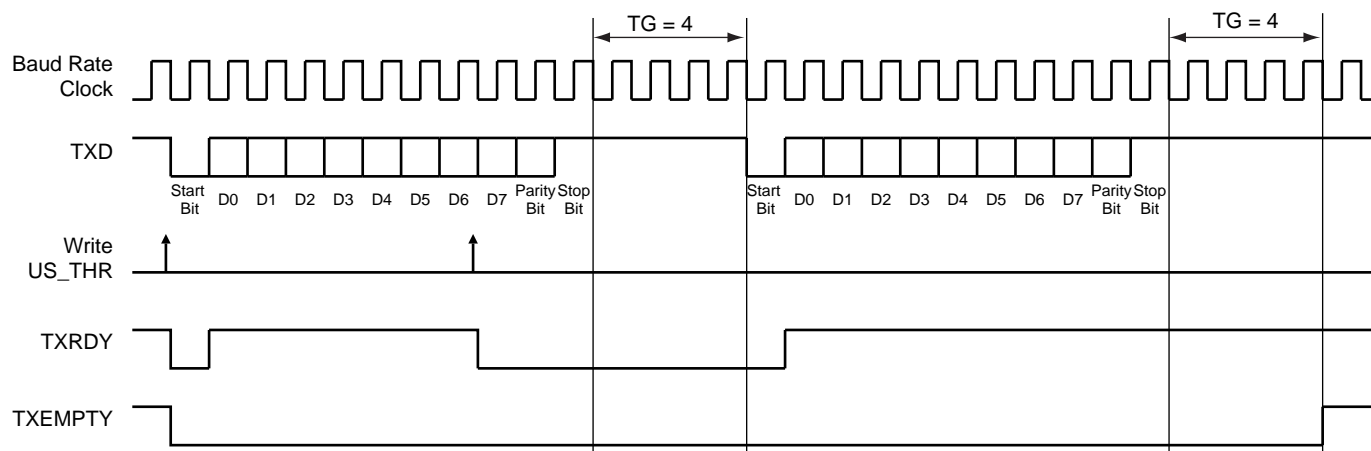 TG = 4
TG = 4
Baud Rate
Clock
TXD
Start
Bit
D0
D1
D2
D3
D4
D5
D6
D7
Parity
Bit
Stop
Bit
Start
Bit
D0
D1
D2
D3
D4
D5
D6
D7
Parity
Bit
Stop
Bit
Write
US_THR
TXRDY
TXEMPTY